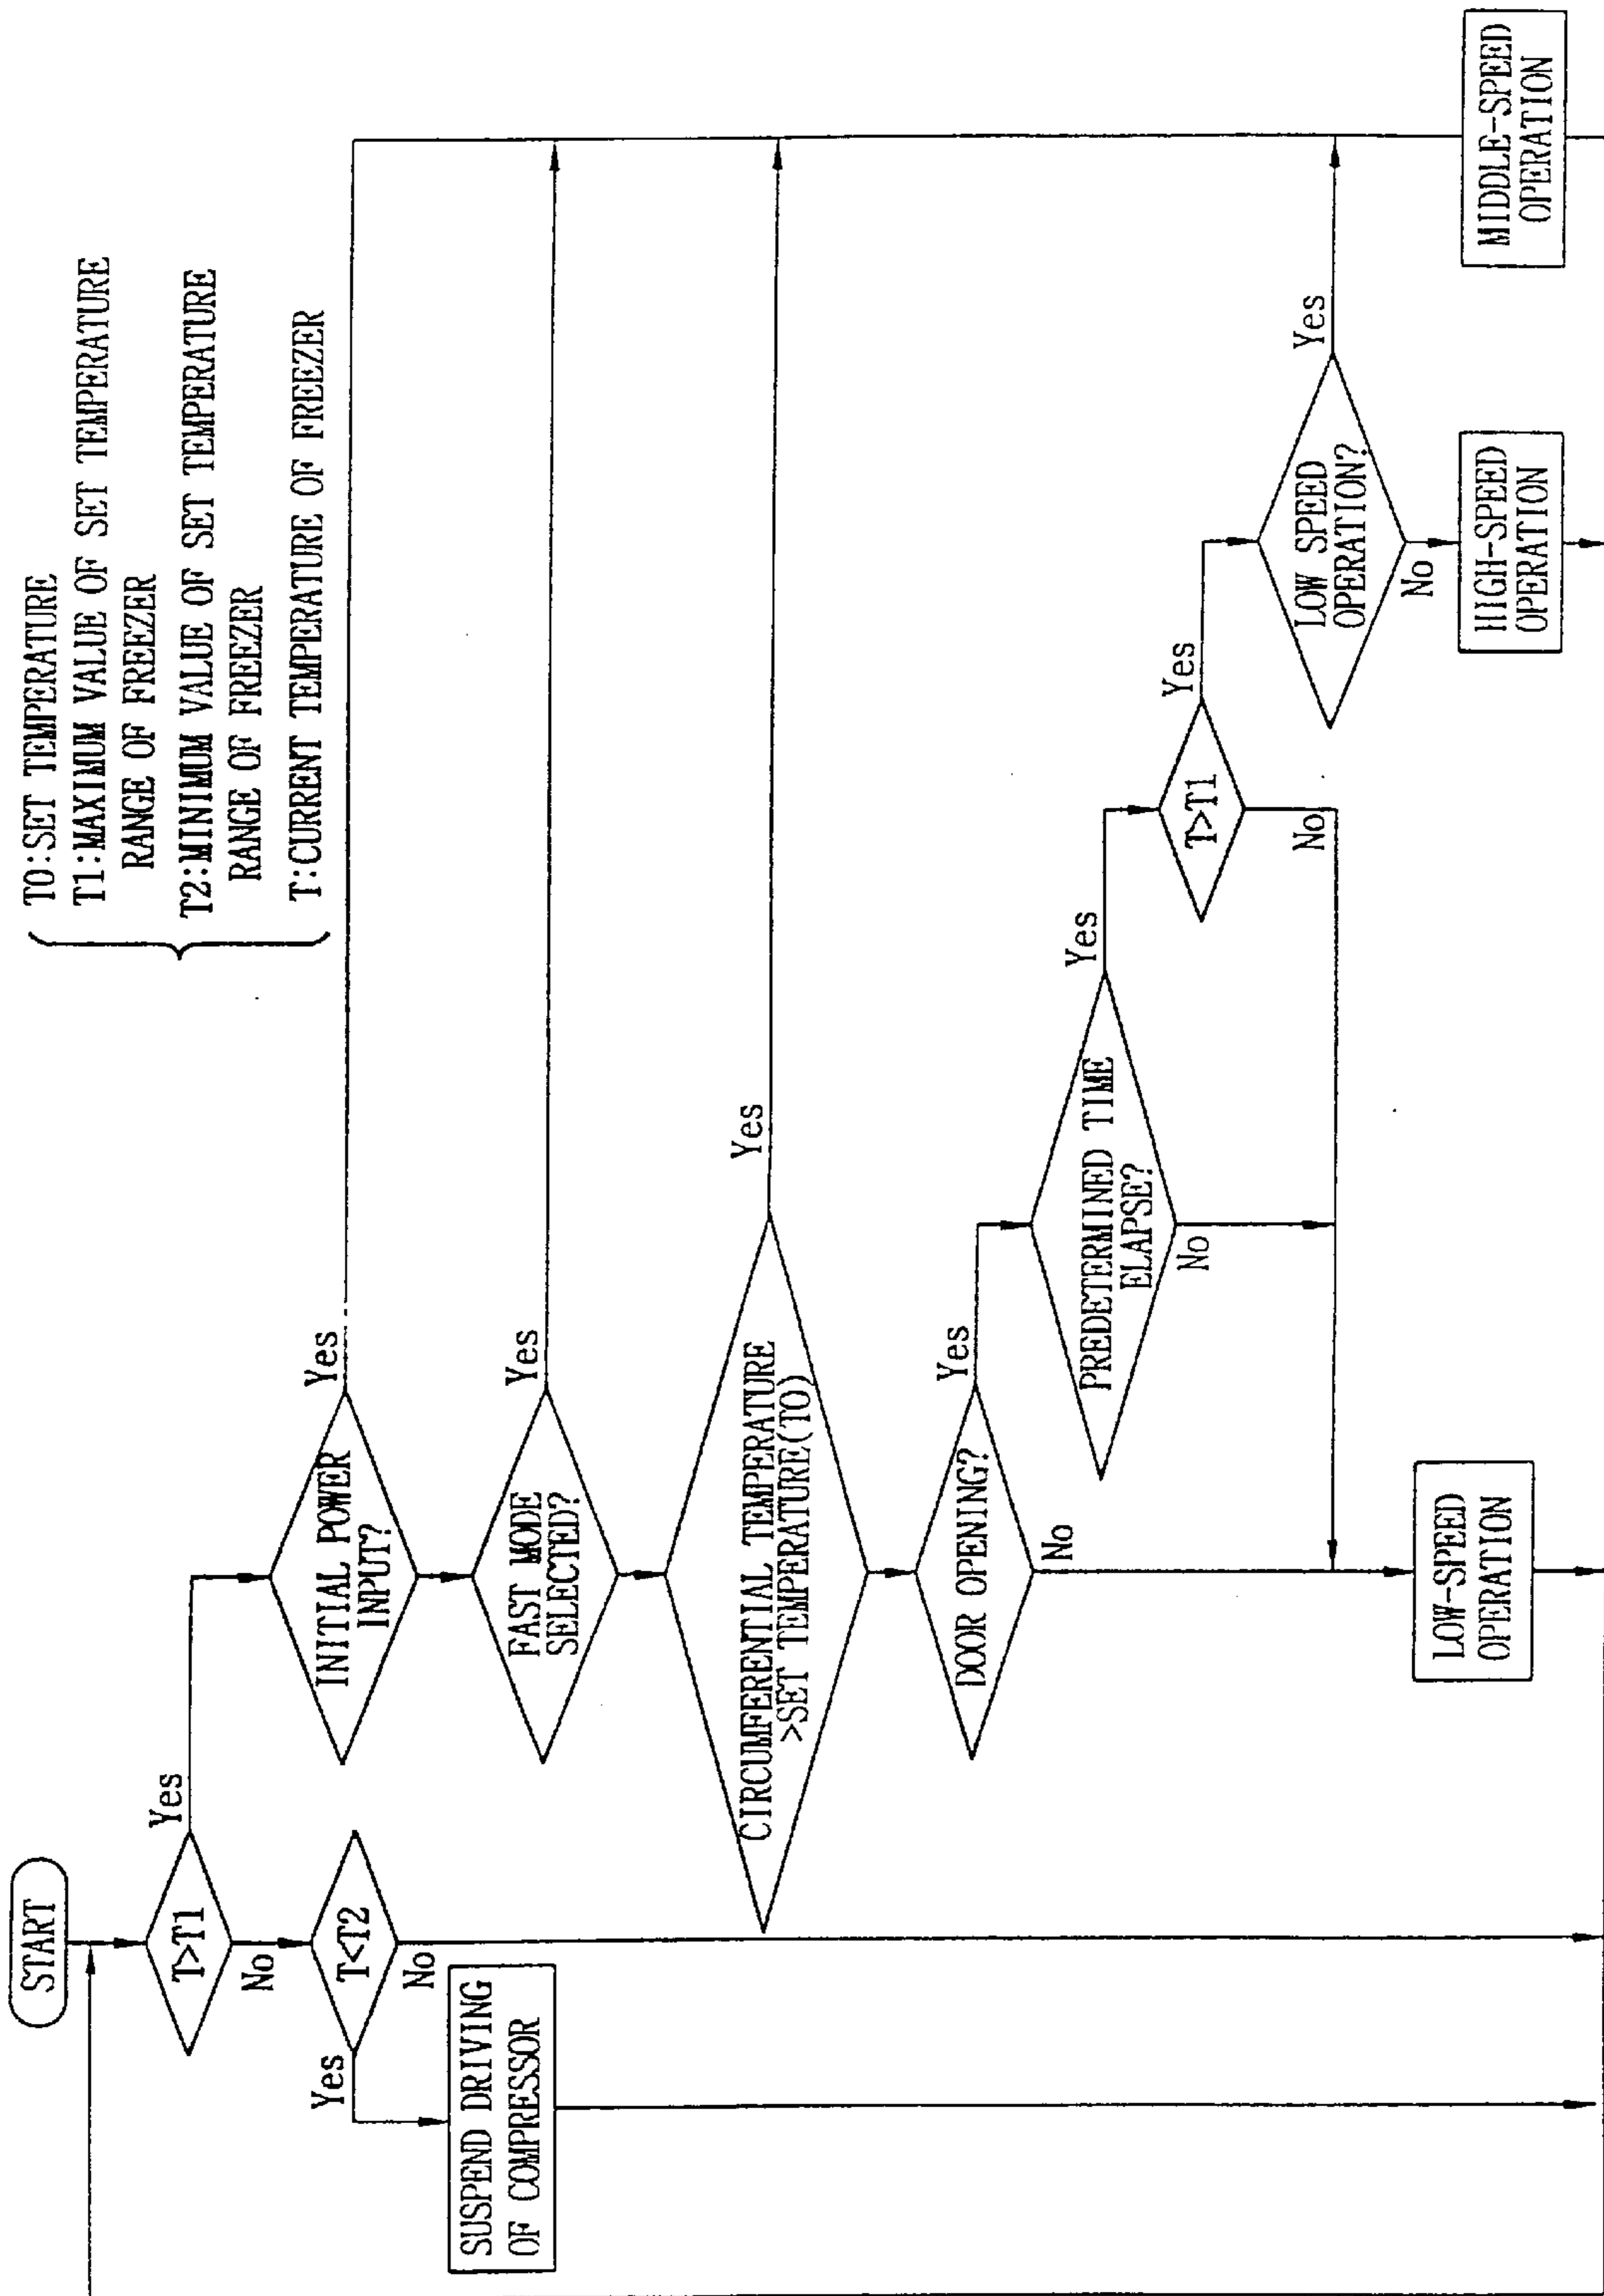 T0:SET TEMPERATURE
T1:MAXIMUM VALUE OF SET TEMPERATURE
RANGE OF FREEZER
T2:MINIMUM VALUE OF SET TEMPERATURE
RANGE OF FREEZER
T:CURRENT TEMPERATURE OF FREEZER
START
T>T1
Yes
No
T<T2
Yes
No
SUSPEND DRIVING
OF COMPRESSOR
INITIAL POWER
INPUT?
Yes
FAST MODE
SELECTED?
Yes
CIRCUMFERENTIAL TEMPERATURE
>SET TEMPERATURE(TO)
Yes
DOOR OPENING?
Yes
No
PREDETERMINED TIME
ELAPSE?
Yes
No
T>T1
Yes
No
LOW SPEED
OPERATION?
Yes
No
LOW-SPEED
OPERATION
HIGH-SPEED
OPERATION
MIDDLE-SPEED
OPERATION